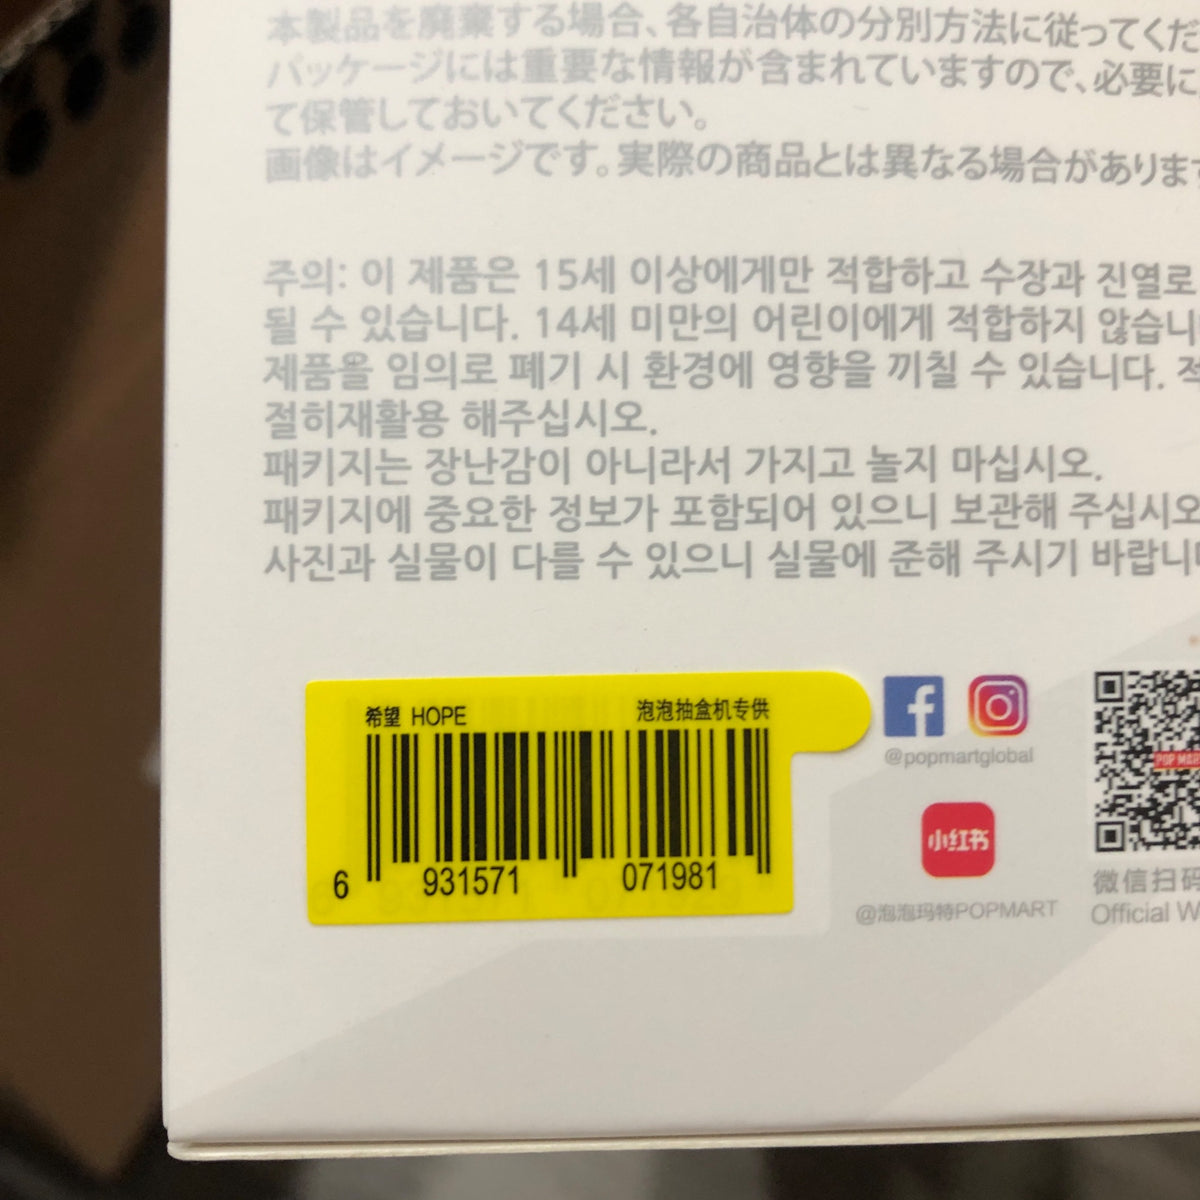 本製品を廃棄する場合、各自治体の分別方法に従ってくだ
パッケージには重要な情報が含まれていますので、必要に
て保管しておいてください。
画像はイメージです。実際の商品とは異なる場合がありま
주의: 이 제품은 15세 이상에게만 적합하고 수장과 진열로
될 수 있습니다. 14세 미만의 어린이에게 적합하지 않습니
제품을 임의로 폐기 시 환경에 영향을 끼칠 수 있습니다. 적
절히재활용 해주십시오.
패키지는 장난감이 아니라서 가지고 놀지 마십시오.
패키지에 중요한 정보가 포함되어 있으니 보관해 주십시오
사진과 실물이 다를 수 있으니 실물에 준해 주시기 바랍니다
希望 HOPE 泡泡抽盒机专供
6 931571 071981
@popmartglobal
小红书
@泡泡玛特POPMART
POP MAR
微信扫码
Official W